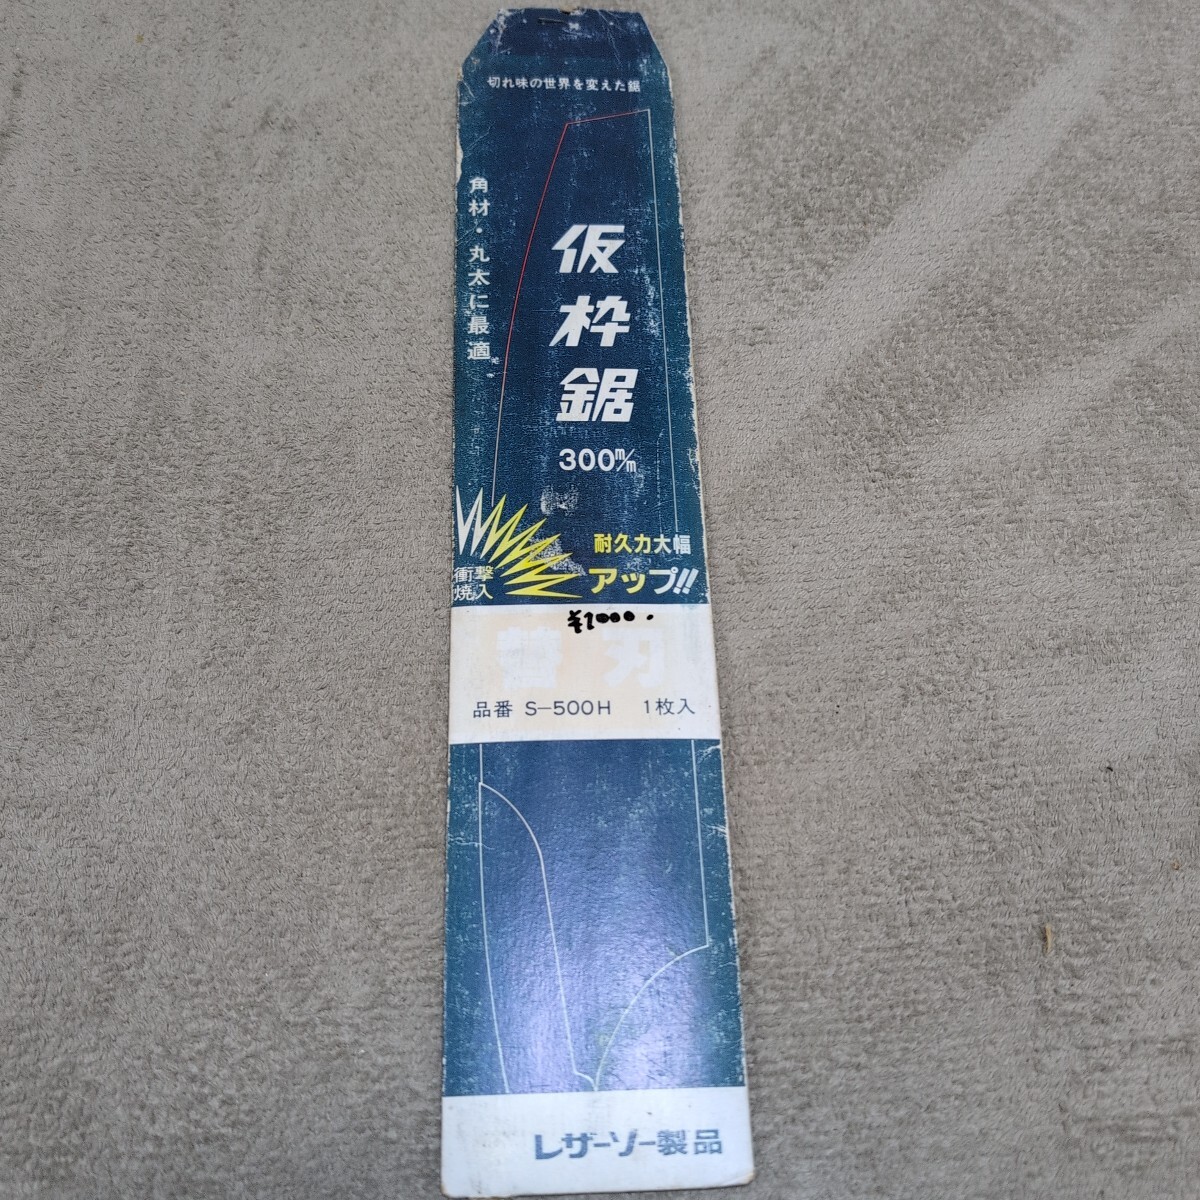 切れ味の世界を変えた鋸
角材・丸太に最適
仮枠鋸
300m/m
衝撃
焼入
耐久力大幅
アップ!!
¥1000.
替刃
品番 S-500H 1枚入
レザーソー製品